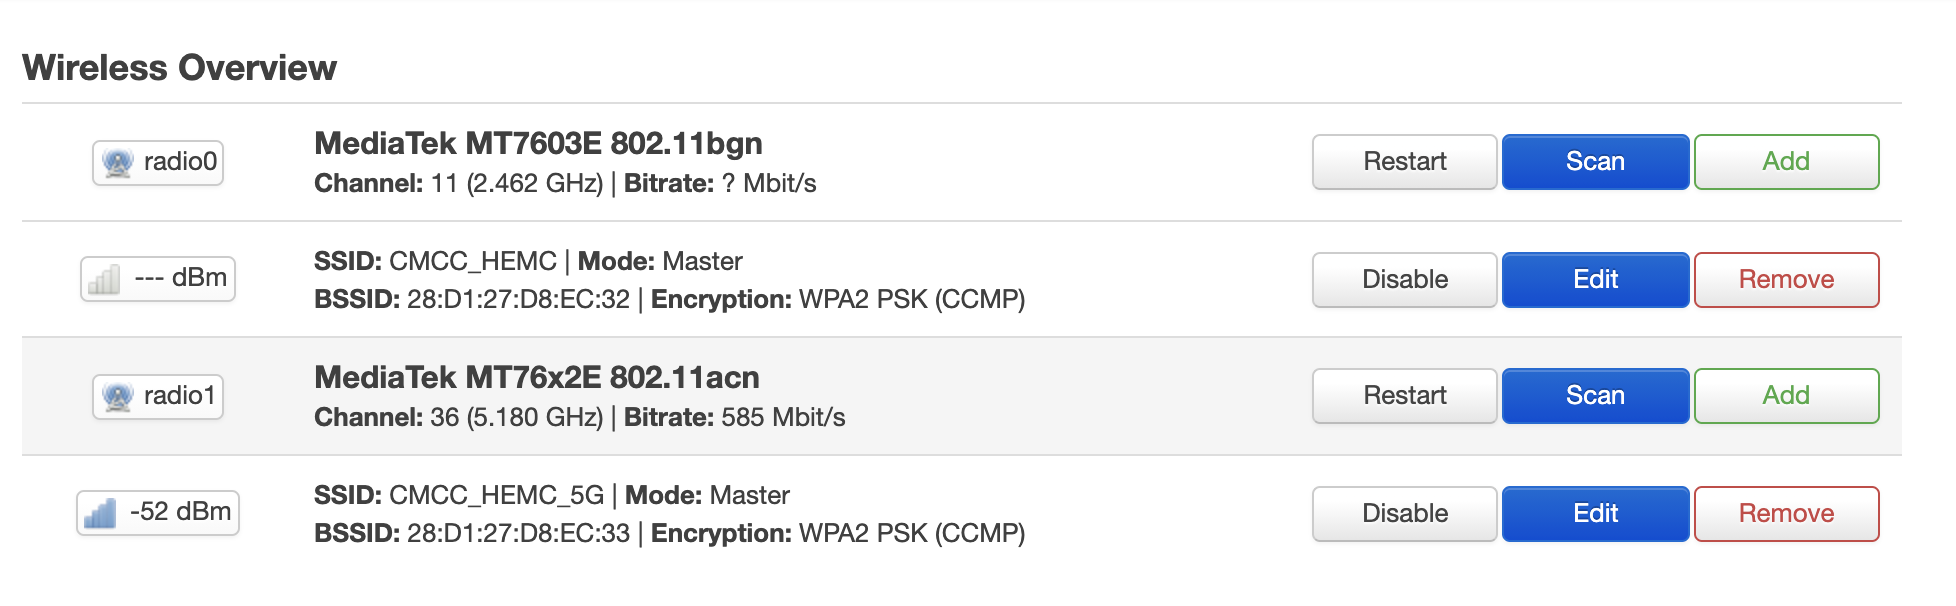 Wireless Overview
radio0
MediaTek MT7603E 802.11bgn
Channel: 11 (2.462 GHz) | Bitrate: ? Mbit/s
Restart
Scan
Add
--- dBm
SSID: CMCC_HEMC | Mode: Master
BSSID: 28:D1:27:D8:EC:32 | Encryption: WPA2 PSK (CCMP)
Disable
Edit
Remove
radio1
MediaTek MT76x2E 802.11acn
Channel: 36 (5.180 GHz) | Bitrate: 585 Mbit/s
Restart
Scan
Add
-52 dBm
SSID: CMCC_HEMC_5G | Mode: Master
BSSID: 28:D1:27:D8:EC:33 | Encryption: WPA2 PSK (CCMP)
Disable
Edit
Remove